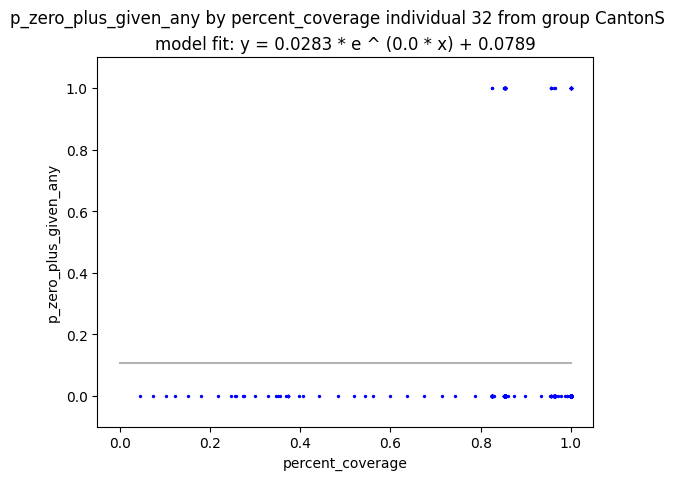 p_zero_plus_given_any by percent_coverage individual 32 from group CantonS
model fit: y = 0.0283 * e ^ (0.0 * x) + 0.0789
1.0
0.8
0.6
0.4
0.2
0.0
p_zero_plus_given_any
0.0 0.2 0.4 0.6 0.8 1.0
percent_coverage